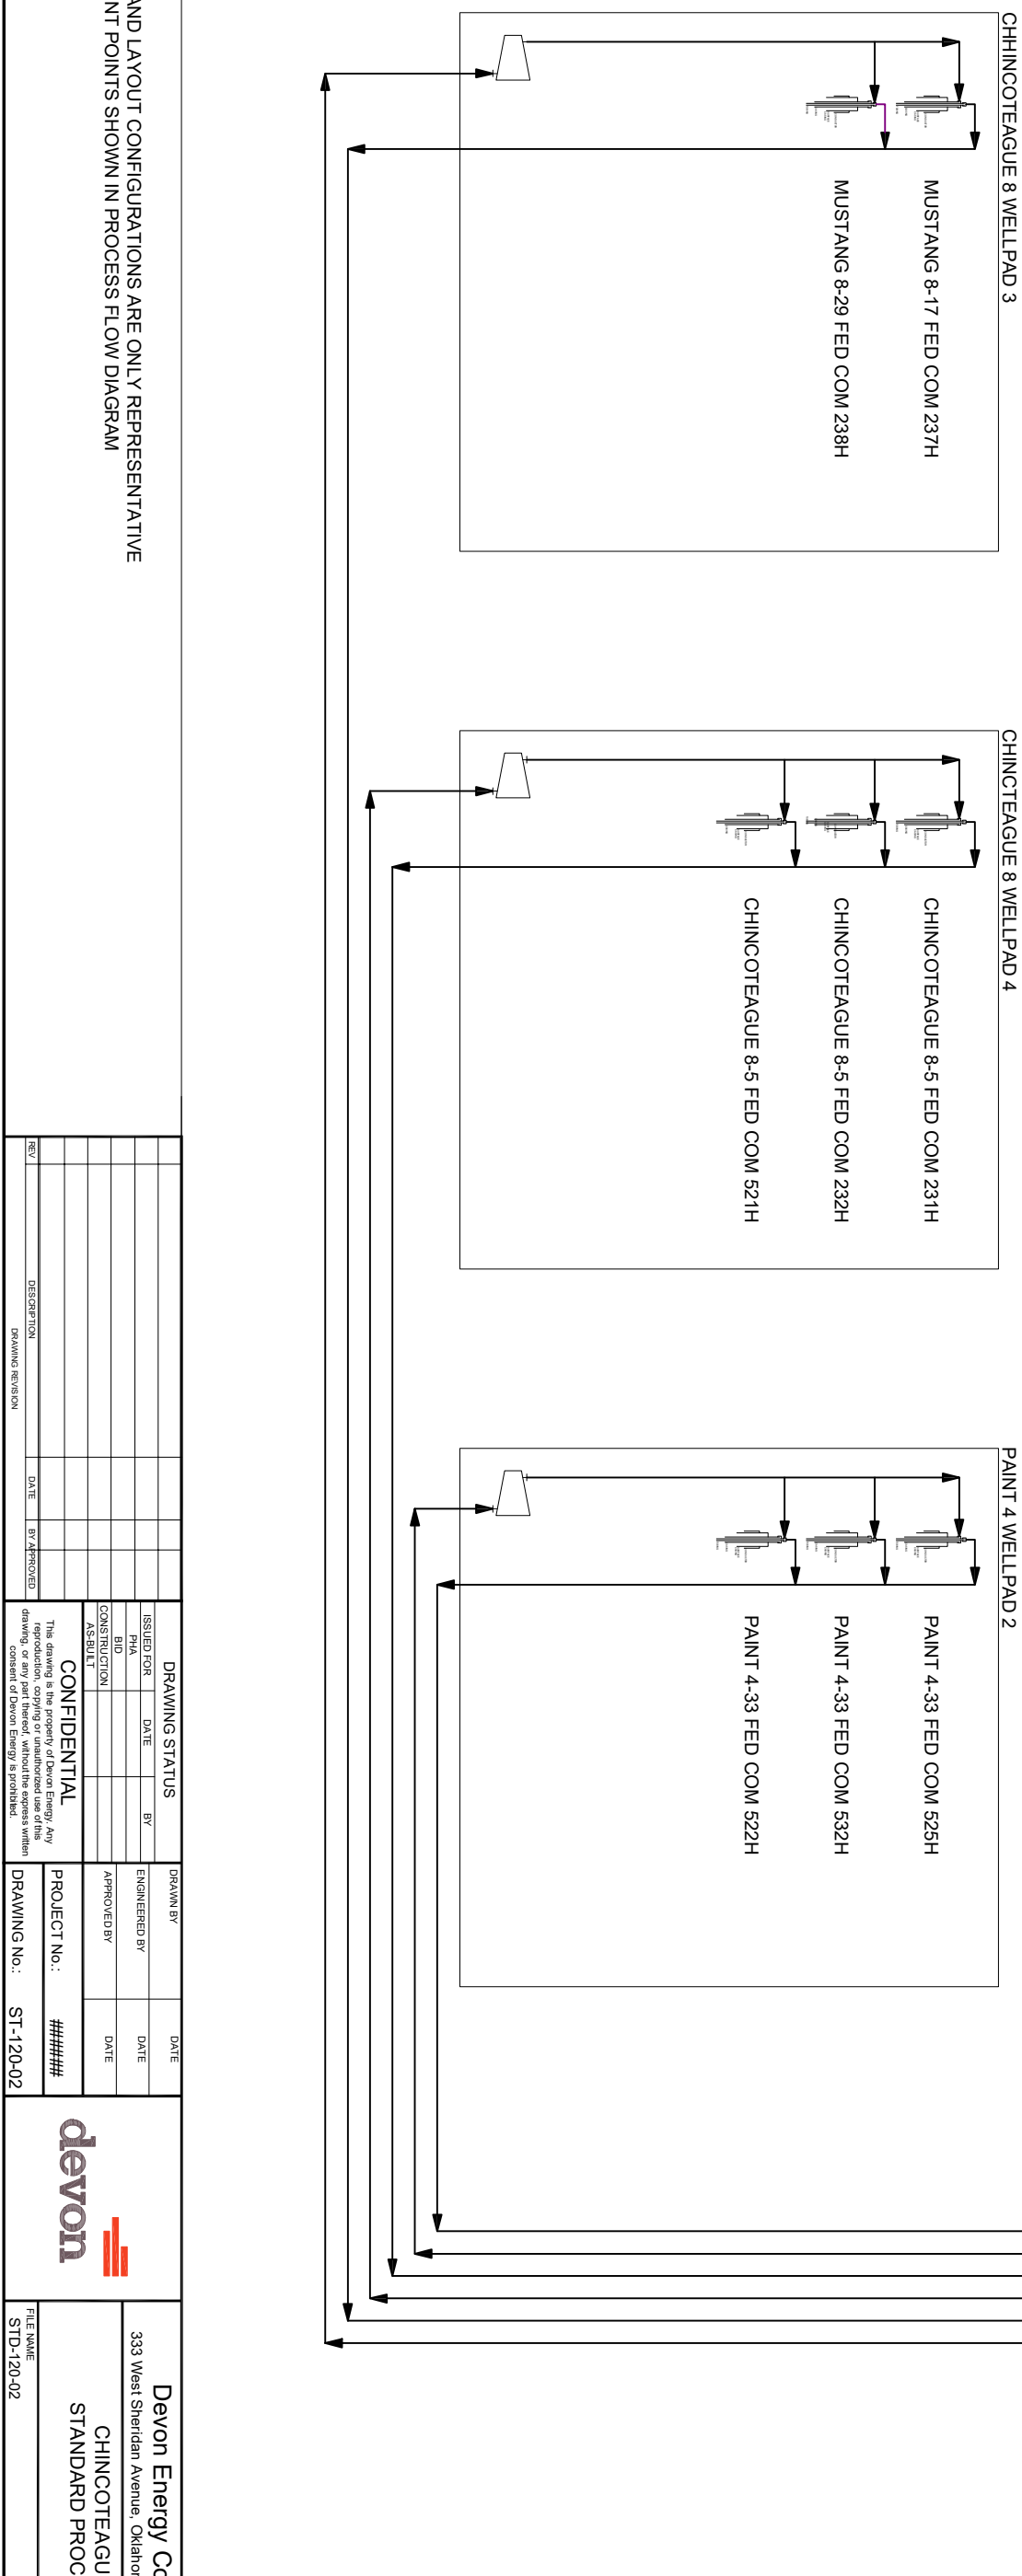 CHHINCOTEAGUE 8 WELLPAD 3
MUSTANG 8-17 FED COM 237H
MUSTANG 8-29 FED COM 238H
CHINCTEAGUE 8 WELLPAD 4
CHINCOTEAGUE 8-5 FED COM 231H
CHINCOTEAGUE 8-5 FED COM 232H
CHINCOTEAGUE 8-5 FED COM 521H
PAINT 4 WELLPAD 2
PAINT 4-33 FED COM 525H
PAINT 4-33 FED COM 532H
PAINT 4-33 FED COM 522H
AND LAYOUT CONFIGURATIONS ARE ONLY REPRESENTATIVE
NT POINTS SHOWN IN PROCESS FLOW DIAGRAM
REV DESCRIPTION DATE BY APPROVED
DRAWING REVISION
DRAWING STATUS
ISSUED FOR DATE BY
PHA
BID
CONSTRUCTION
AS-BUILT
CONFIDENTIAL
This drawing is the property of Devon Energy. Any
reproduction, copying or unauthorized use of this
drawing, or any part thereof, without the express written
consent of Devon Energy is prohibited.
DRAWN BY DATE
ENGINEERED BY DATE
APPROVED BY DATE
PROJECT No.: ######
DRAWING No.: ST-120-02
devon
Devon Energy Co
333 West Sheridan Avenue, Oklahom
CHINCOTEAGU
STANDARD PROC
FILE NAME
STD-120-02